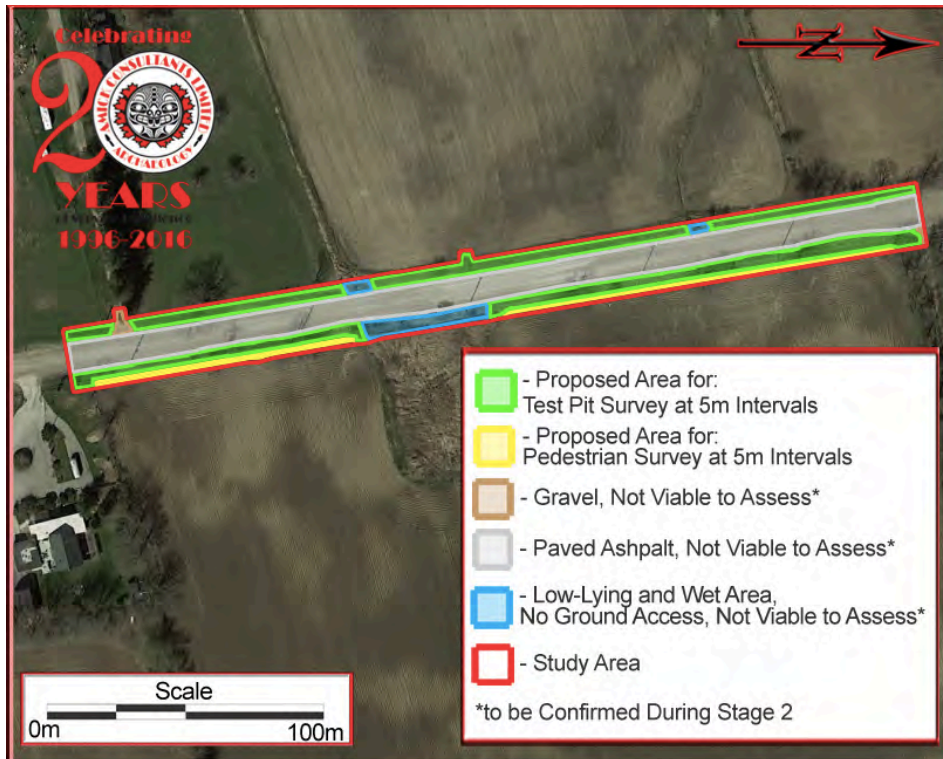 Celebrating
20
AMICK CONSULTANTS LIMITED
ARCHAEOLOGY
YEARS
1996-2016
N
- Proposed Area for:
Test Pit Survey at 5m Intervals
- Proposed Area for:
Pedestrian Survey at 5m Intervals
- Gravel, Not Viable to Assess*
- Paved Ashpalt, Not Viable to Assess*
- Low-Lying and Wet Area,
No Ground Access, Not Viable to Assess*
- Study Area
*to be Confirmed During Stage 2
Scale
0m 100m